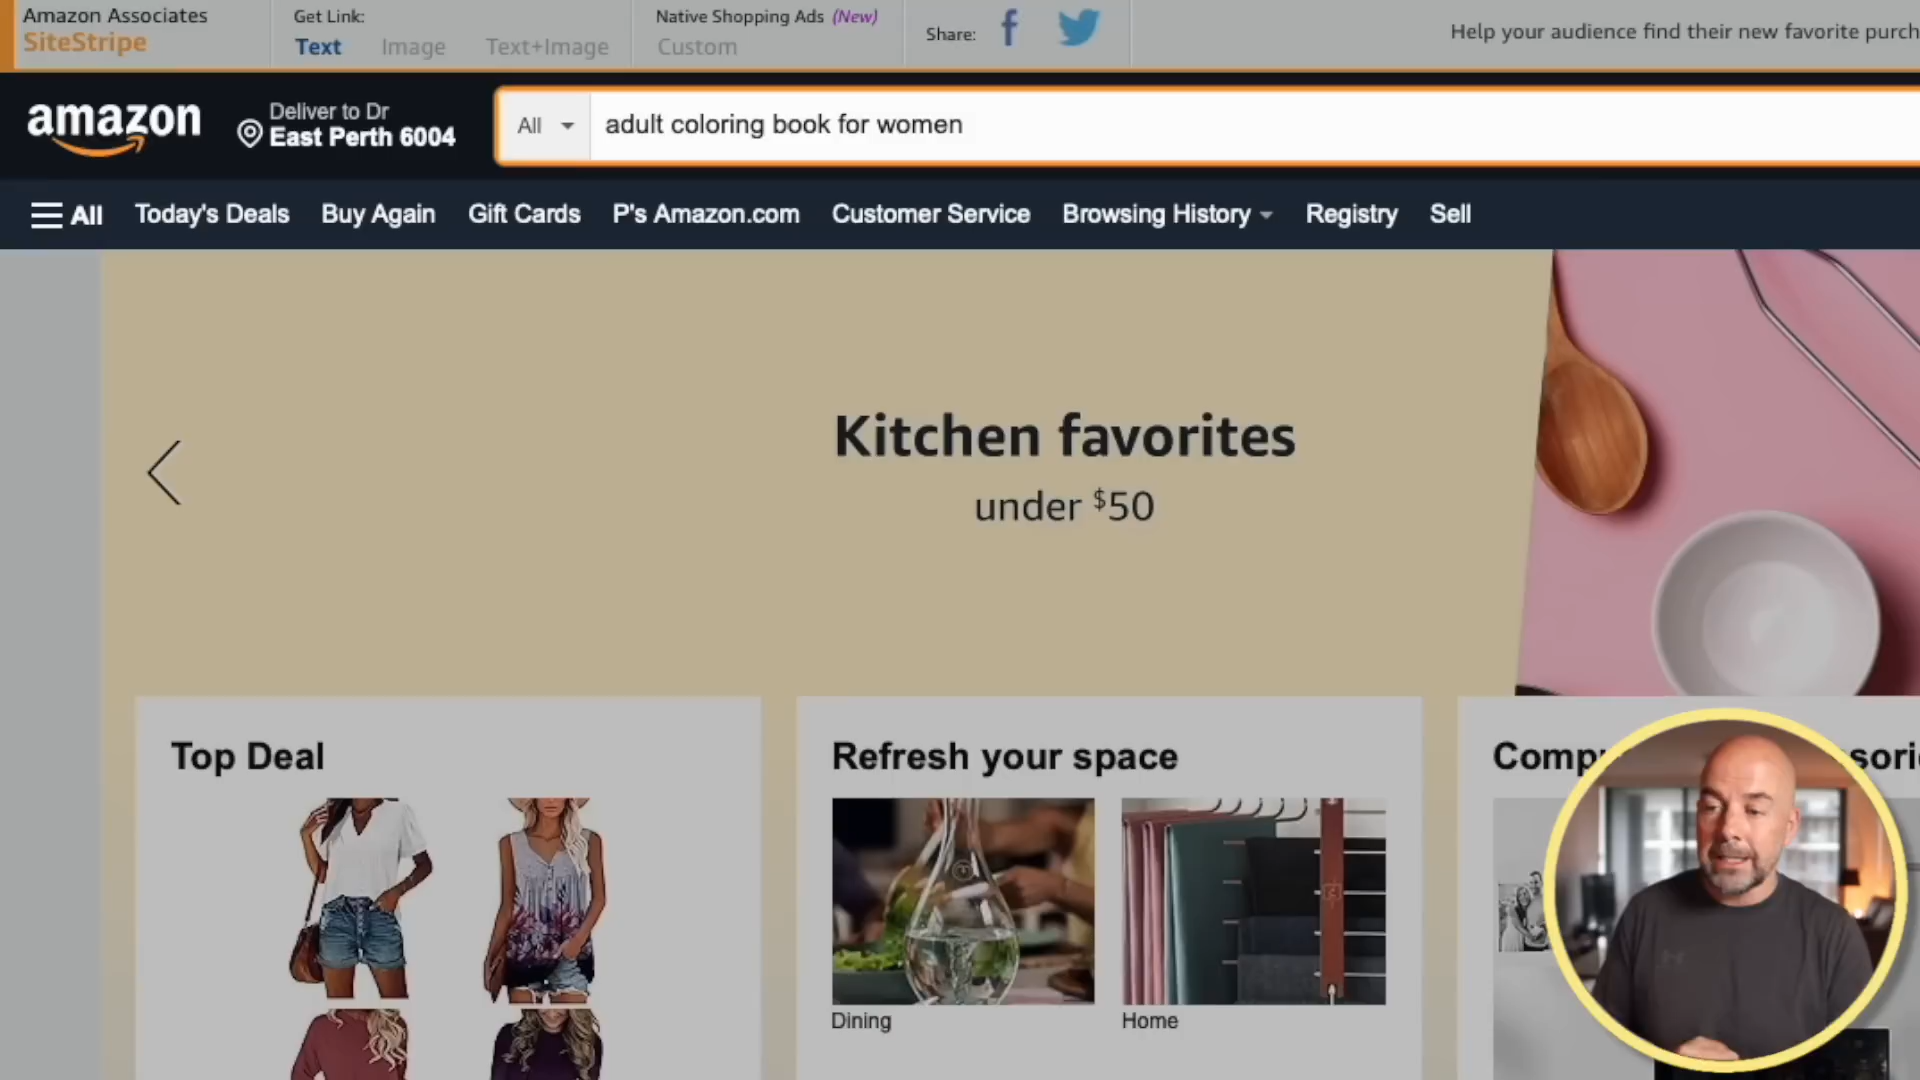 Amazon Associates
SiteStripe
Get Link:
Text Image Text+Image
Native Shopping Ads (New)
Custom
Share:
Help your audience find their new favorite purch
amazon
Deliver to Dr
East Perth 6004
All
adult coloring book for women
All Today's Deals Buy Again Gift Cards P's Amazon.com Customer Service Browsing History Registry Sell
Kitchen favorites
under $50
Top Deal
Refresh your space
Dining
Home